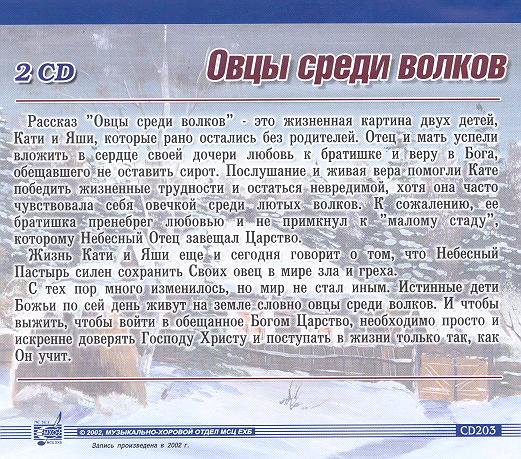 2 CD
Овцы среди волков
Рассказ "Овцы среди волков" - это жизненная картина двух детей,
Кати и Яши, которые рано остались без родителей. Отец и мать успели
вложить в сердце своей дочери любовь к братишке и веру в Бога,
обещавшего не оставить сирот. Послушание и живая вера помогли Кате
победить жизненные трудности и остаться невредимой, хотя она часто
чувствовала себя овечкой среди лютых волков. К сожалению, ее
братишка пренебрег любовью и не примкнул к "малому стаду",
которому Небесный Отец завещал Царство.
Жизнь Кати и Яши еще и сегодня говорит о том, что Небесный
Пастырь силен сохранить Своих овец в мире зла и греха.
С тех пор много изменилось, но мир не стал иным. Истинные дети
Божьи по сей день живут на земле словно овцы среди волков. И чтобы
выжить, чтобы войти в обещанное Богом Царство, необходимо просто и
искренне доверять Господу Христу и поступать в жизни только так, как
Он учит.
© 2002, МУЗЫКАЛЬНО-ХОРОВОЙ ОТДЕЛ МСЦ ЕХБ
CD203
Запись произведена в 2002 г.